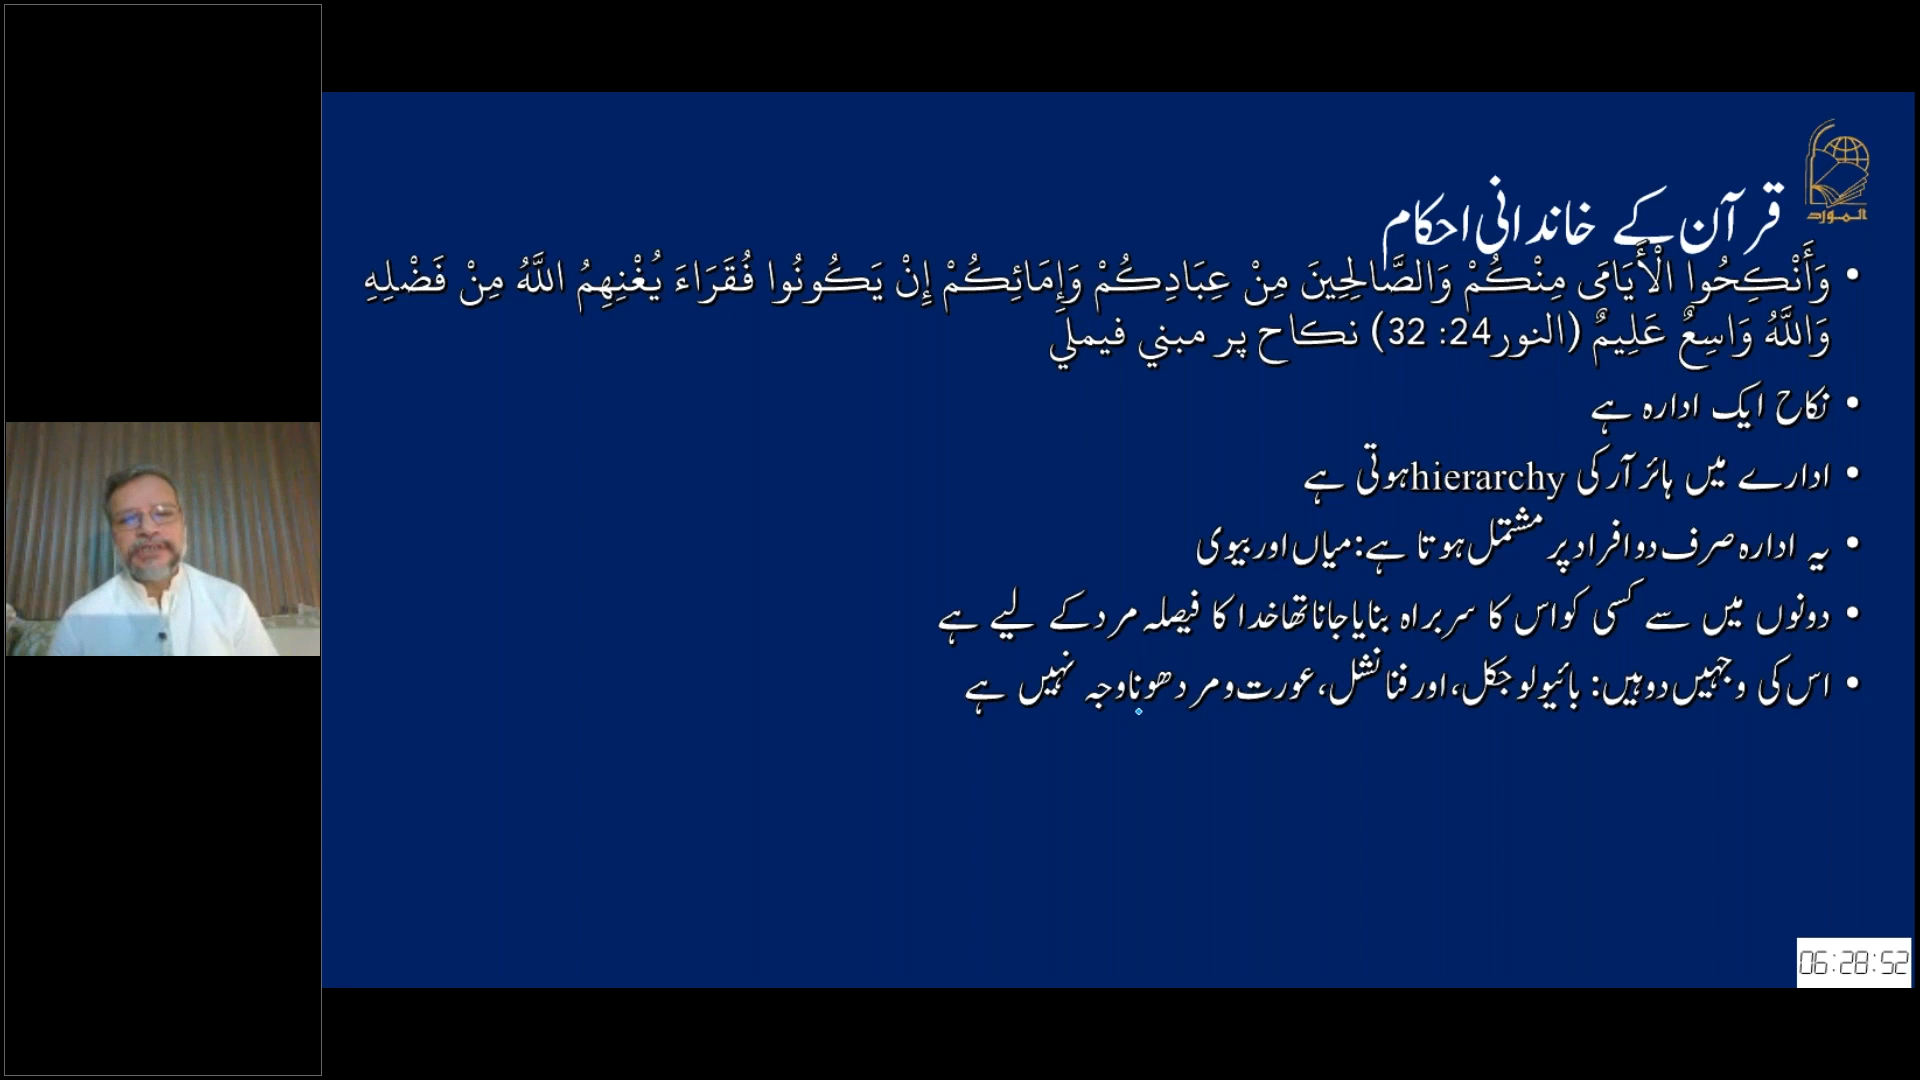 المورد
قرآن کے خاندانی احکام
• وَأَنْكِحُوا الْأَيَامَى مِنْكُمْ وَالصَّالِحِينَ مِنْ عِبَادِكُمْ وَإِمَائِكُمْ إِنْ يَكُونُوا فُقَرَاءَ يُغْنِهِمُ اللَّهُ مِنْ فَضْلِهِ
وَاللَّهُ وَاسِعٌ عَلِيمٌ (النور24: 32) نكاح پر مبني فيملي
• نکاح ایک ادارہ ہے
• ادارے میں ہائر آرکی hierarchyہوتی ہے
• یہ ادارہ صرف دو افراد پر مشتمل ہوتا ہے: میاں اور بیوی
• دونوں میں سے کسی کو اس کا سربراہ بنایا جانا تھا خدا کا فیصلہ مرد کے لیے ہے
• اس کی وجہیں دو ہیں: بائیولوجکل، اور فنانشل، عورت و مرد ھونا وجہ نہیں ہے
06:28:52